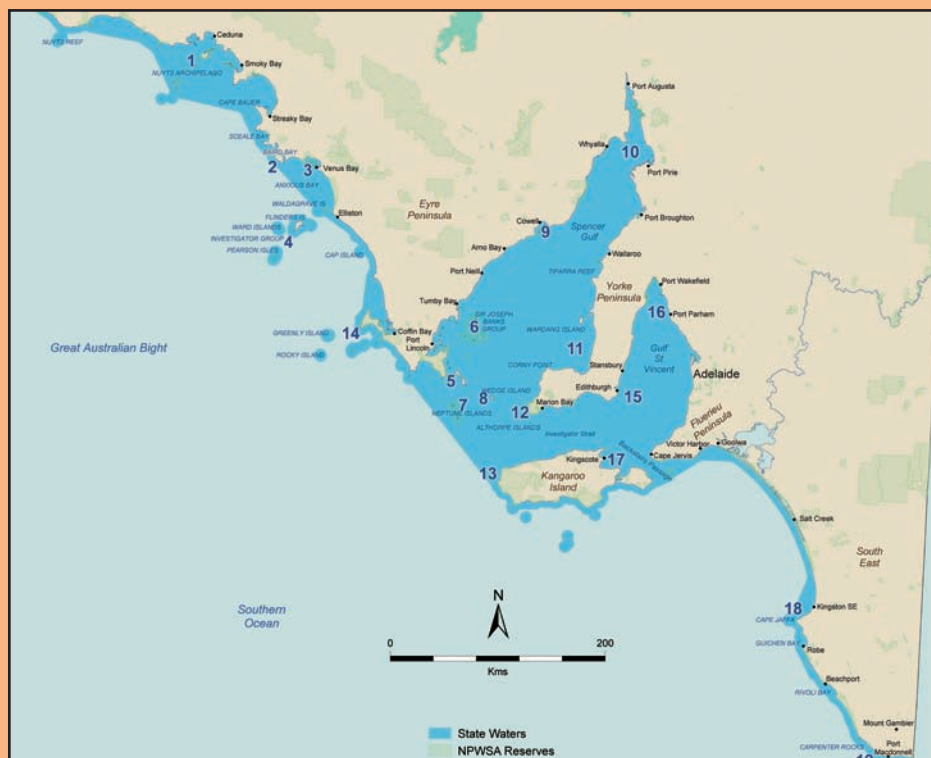 NUYTS REEF
Ceduna
1
Smoky Bay
NUYTS ARCHIPELAGO
CAPE BAUER
Streaky Bay
SCEALE BAY
BAIRD BAY
2
3
Venus Bay
ANXIOUS BAY
WALDAGRAVE IS
FLINDERS IS
Elliston
WARD ISLANDS
INVESTIGATOR GROUP
4
PEARSON ISLES
CAP ISLAND
Port Augusta
Whyalla
10
Port Pirie
Eyre
Peninsula
Cowell
9
Port Broughton
Spencer
Gulf
Arno Bay
Wallaroo
Port Neill
TIPARRA REEF
Yorke
Peninsula
Port Wakefield
Tumby Bay
SIR JOSEPH
BANKS
GROUP
6
16
Port Parham
WARDANG ISLAND
GREENLY ISLAND
14
Coffin Bay
Port
Lincoln
Great Australian Bight
ROCKY ISLAND
11
Gulf
St
Vincent
CORNY POINT
Stansbury
Adelaide
5
Edithburgh
15
WEDGE ISLAND
8
7
NEPTUNE ISLANDS
12
Marion Bay
ALTHORPE ISLANDS
Fluerieu
Peninsula
Investigator Strait
Victor Harbor
Goolwa
Backstairs Passage
Cape Jervis
Kingscote
17
13
Kangaroo
Island
Salt Creek
South
East
N
Southern
Ocean
18
Kingston SE
CAPE JAFFA
0
200
Kms
GUICHEN BAY
Robe
Beachport
RIVOLI BAY
Mount Gambier
State Waters
NPWSA Reserves
CARPENTER ROCKS
Port
Macdonnell